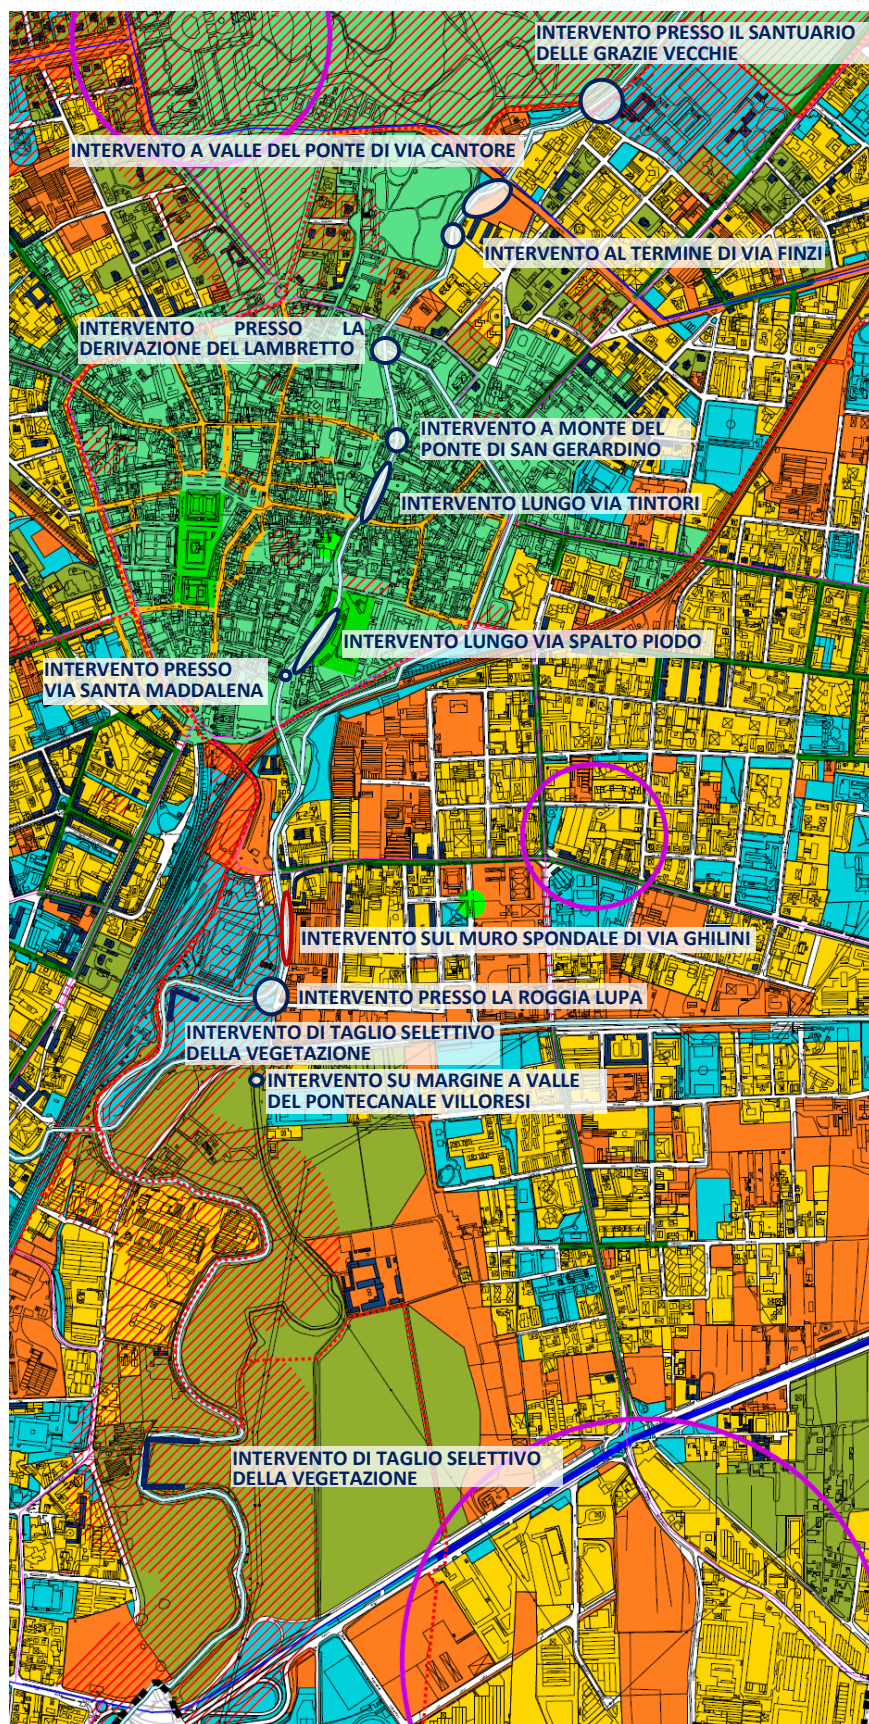 INTERVENTO PRESSO IL SANTUARIO
DELLE GRAZIE VECCHIE
INTERVENTO A VALLE DEL PONTE DI VIA CANTORE
INTERVENTO AL TERMINE DI VIA FINZI
INTERVENTO PRESSO LA
DERIVAZIONE DEL LAMBRETTO
INTERVENTO A MONTE DEL
PONTE DI SAN GERARDINO
INTERVENTO LUNGO VIA TINTORI
INTERVENTO LUNGO VIA SPALTO PIODO
INTERVENTO PRESSO
VIA SANTA MADDALENA
INTERVENTO SUL MURO SPONDALE DI VIA GHILINI
INTERVENTO PRESSO LA ROGGIA LUPA
INTERVENTO DI TAGLIO SELETTIVO
DELLA VEGETAZIONE
INTERVENTO SU MARGINE A VALLE
DEL PONTECANALE VILLORESI
INTERVENTO DI TAGLIO SELETTIVO
DELLA VEGETAZIONE